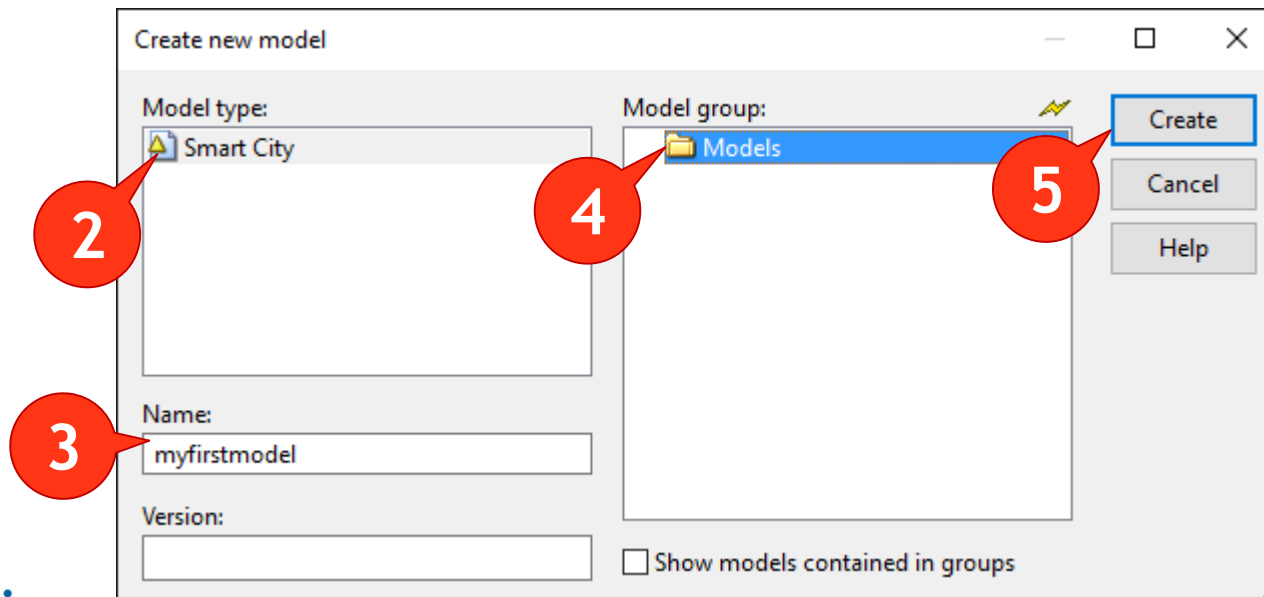 Create new model
Model type:
Smart City
2
Name:
3
myfirstmodel
Version:
Model group:
Models
4
Show models contained in groups
5
Create
Cancel
Help